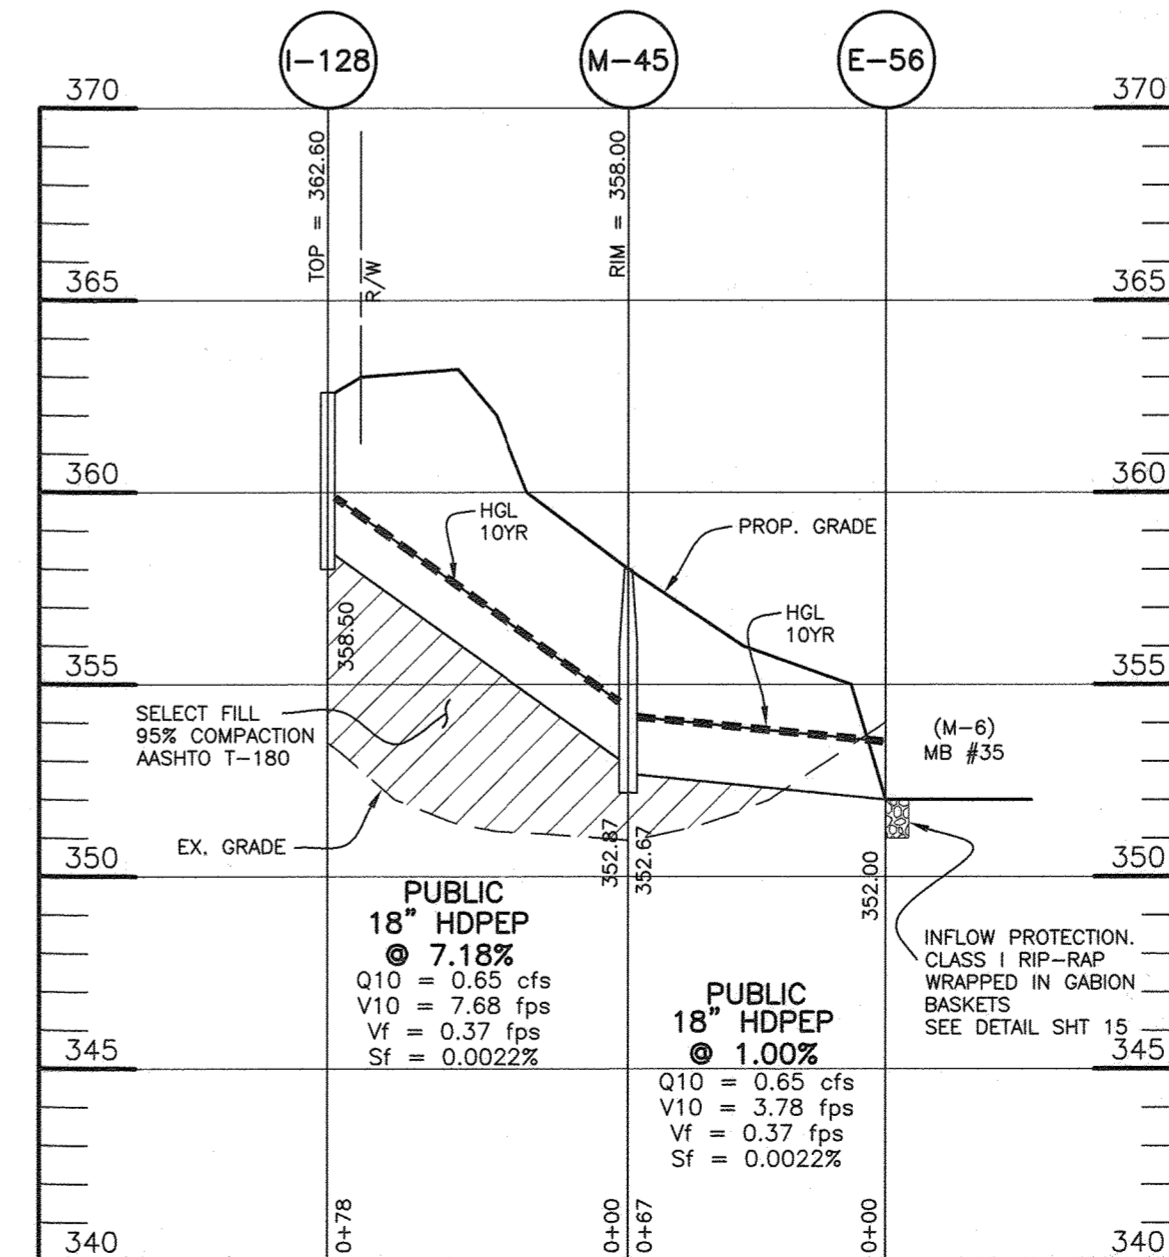 I-128
M-45
E-56
370
370
TOP = 362.60
R/W
RIM = 358.00
365
365
360
360
HGL
10YR
PROP. GRADE
HGL
10YR
358.50
355
355
SELECT FILL
95% COMPACTION
AASHTO T-180
(M-6)
MB #35
EX. GRADE
352.87
352.67
352.00
350
350
PUBLIC
18" HDPEP
@ 7.18%
Q10 = 0.65 cfs
V10 = 7.68 fps
Vf = 0.37 fps
Sf = 0.0022%
INFLOW PROTECTION.
CLASS I RIP-RAP
WRAPPED IN GABION
BASKETS
SEE DETAIL SHT 15
PUBLIC
18" HDPEP
@ 1.00%
Q10 = 0.65 cfs
V10 = 3.78 fps
Vf = 0.37 fps
Sf = 0.0022%
345
345
0+78
0+00
0+67
0+00
340
340